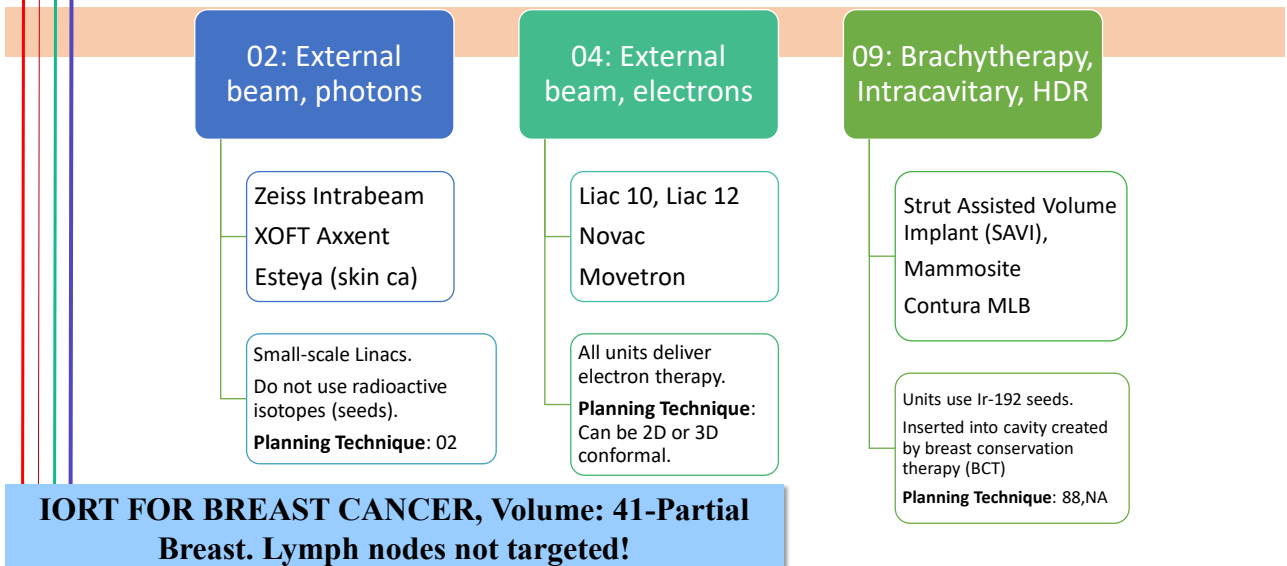 02: External
beam, photons
Zeiss Intrabeam
XOFT Axxent
Esteya (skin ca)
Small-scale Linacs.
Do not use radioactive
isotopes (seeds).
Planning Technique: 02
04: External
beam, electrons
Liac 10, Liac 12
Novac
Movetron
All units deliver
electron therapy.
Planning Technique:
Can be 2D or 3D
conformal.
09: Brachytherapy,
Intracavitary, HDR
Strut Assisted Volume
Implant (SAVI),
Mammosite
Contura MLB
Units use Ir-192 seeds.
Inserted into cavity created
by breast conservation
therapy (BCT)
Planning Technique: 88,NA
IORT FOR BREAST CANCER, Volume: 41-Partial
Breast. Lymph nodes not targeted!